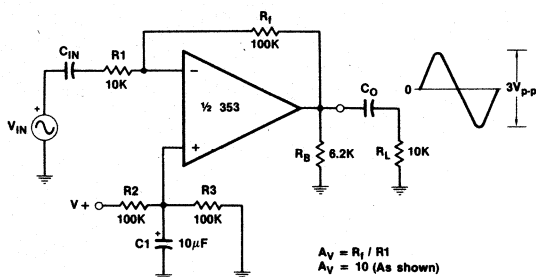 Rf
100K
CIN
R1
10K
VIN
+
−
½ 353
+
CO
0
3Vp-p
RB
6.2K
RL
10K
V+
R2
100K
R3
100K
C1
+
10μF
AV = Rf / R1
AV = 10 (As shown)